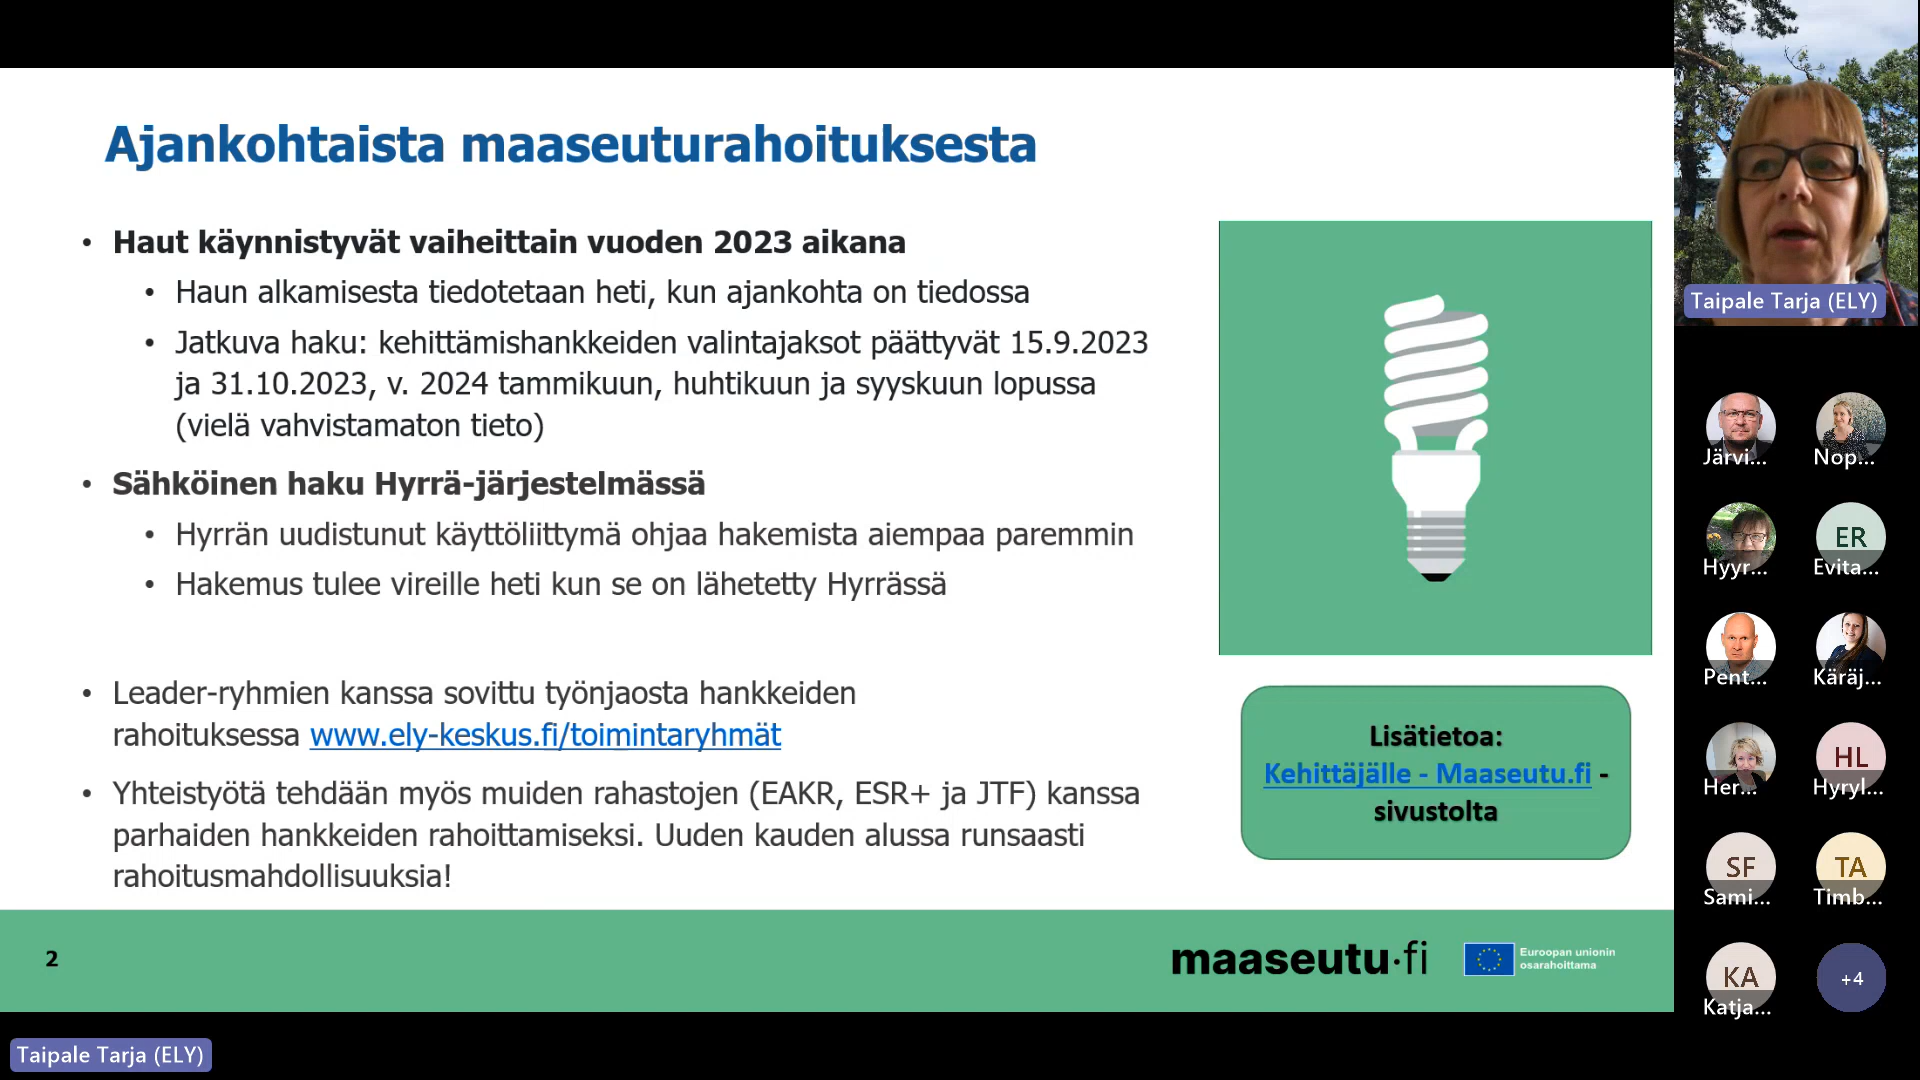 Ajankohtaista maaseuturahoituksesta
• Haut käynnistyvät vaiheittain vuoden 2023 aikana
• Haun alkamisesta tiedotetaan heti, kun ajankohta on tiedossa
• Jatkuva haku: kehittämishankkeiden valintajaksot päättyvät 15.9.2023
ja 31.10.2023, v. 2024 tammikuun, huhtikuun ja syyskuun lopussa
(vielä vahvistamaton tieto)
• Sähköinen haku Hyrrä-järjestelmässä
• Hyrrän uudistunut käyttöliittymä ohjaa hakemista aiempaa paremmin
• Hakemus tulee vireille heti kun se on lähetetty Hyrrässä
• Leader-ryhmien kanssa sovittu työnjaosta hankkeiden
rahoituksessa www.ely-keskus.fi/toimintaryhmät
• Yhteistyötä tehdään myös muiden rahastojen (EAKR, ESR+ ja JTF) kanssa
parhaiden hankkeiden rahoittamiseksi. Uuden kauden alussa runsaasti
rahoitusmahdollisuuksia!
Lisätietoa:
Kehittäjälle - Maaseutu.fi -
sivustolta
2
maaseutu.fi
Euroopan unionin
osarahoittama
Taipale Tarja (ELY)
Taipale Tarja (ELY)
Järvi...
Nop...
Hyyr...
ER
Evita...
Pent...
Käräj...
Her...
HL
Hyryl...
SF
Sami...
TA
Timb...
KA
Katja...
+4